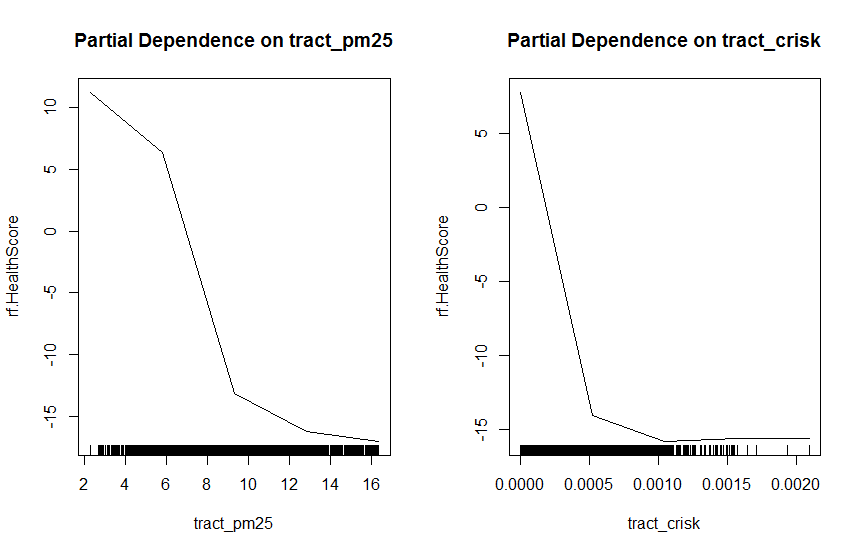 Partial Dependence on tract_pm25
rf.HealthScore
10
5
0
-5
-10
-15
2 4 6 8 10 12 14 16
tract_pm25
Partial Dependence on tract_crisk
rf.HealthScore
5
0
-5
-10
-15
0.0000 0.0005 0.0010 0.0015 0.0020
tract_crisk